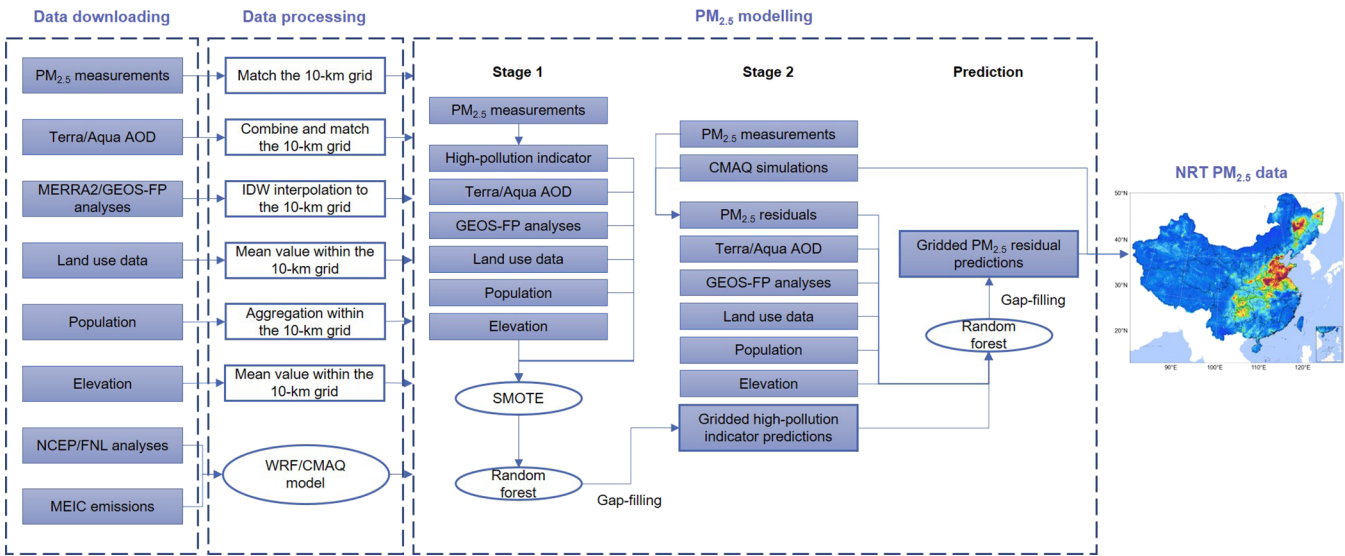 Data downloading
Data processing
PM2.5 modelling
PM2.5 measurements
Terra/Aqua AOD
MERRA2/GEOS-FP
analyses
Land use data
Population
Elevation
NCEP/FNL analyses
MEIC emissions
Match the 10-km grid
Combine and match
the 10-km grid
IDW interpolation to
the 10-km grid
Mean value within the
10-km grid
Aggregation within
the 10-km grid
Mean value within the
10-km grid
WRF/CMAQ
model
Stage 1
PM2.5 measurements
High-pollution indicator
Terra/Aqua AOD
GEOS-FP analyses
Land use data
Population
Elevation
SMOTE
Random
forest
Gap-filling
Stage 2
PM2.5 measurements
CMAQ simulations
PM2.5 residuals
Terra/Aqua AOD
GEOS-FP analyses
Land use data
Population
Elevation
Gridded high-pollution
indicator predictions
Prediction
Gridded PM2.5 residual
predictions
Gap-filling
Random
forest
NRT PM2.5 data
50°N
40°N
30°N
20°N
90°E
100°E
110°E
120°E